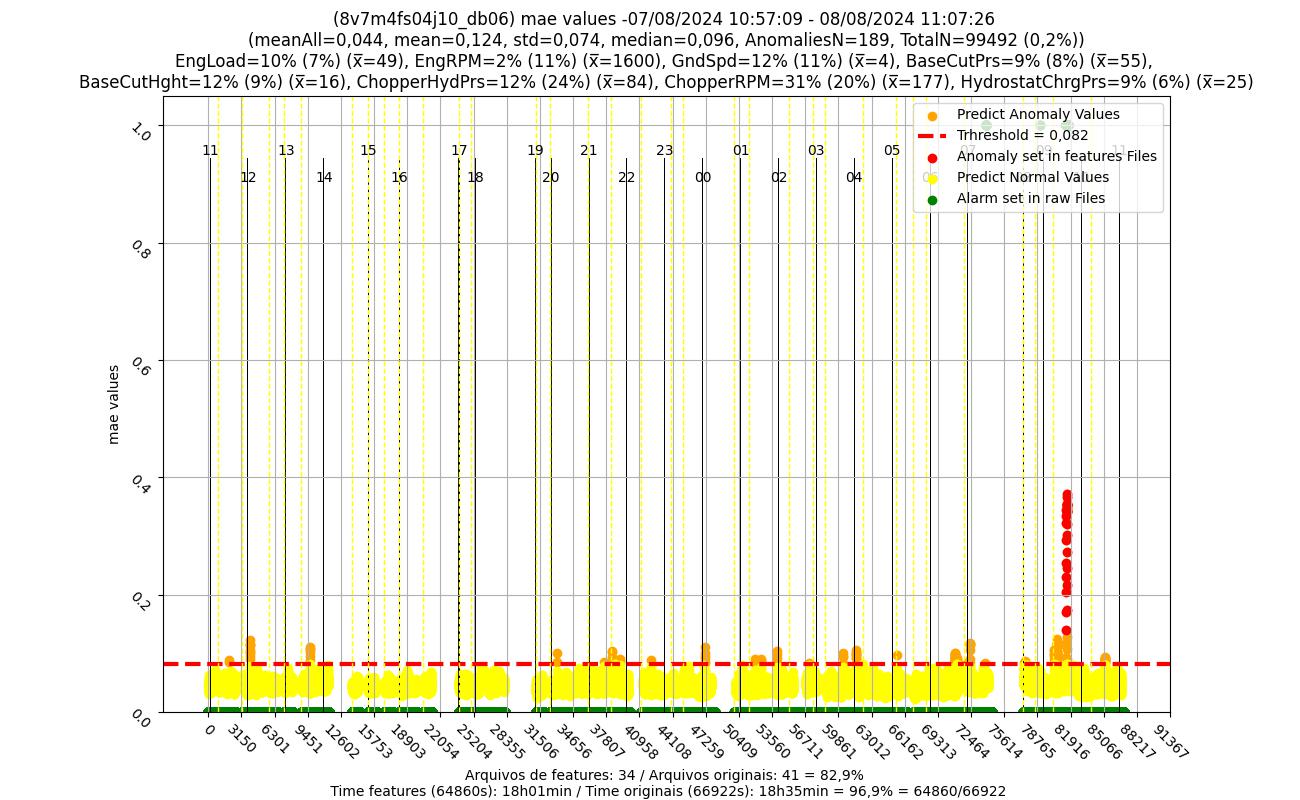 (8v7m4fs04j10_db06) mae values -07/08/2024 10:57:09 - 08/08/2024 11:07:26
(meanAll=0,044, mean=0,124, std=0,074, median=0,096, AnomaliesN=189, TotalN=99492 (0,2%))
EngLoad=10% (7%) (x̅=49), EngRPM=2% (11%) (x̅=1600), GndSpd=12% (11%) (x̅=4), BaseCutPrs=9% (8%) (x̅=55),
BaseCutHght=12% (9%) (x̅=16), ChopperHydPrs=12% (24%) (x̅=84), ChopperRPM=31% (20%) (x̅=177), HydrostatChrgPrs=9% (6%) (x̅=25)
Predict Anomaly Values
Trhreshold = 0,082
Anomaly set in features Files
Predict Normal Values
Alarm set in raw Files
11 13 15 17 19 21 23 01 03 05 07 09 11
12 14 16 18 20 22 00 02 04
mae values
1.0
0.8
0.6
0.4
0.2
0.0
0 3150 6301 9451 12602 15753 18903 22054 25204 28355 31506 34656 37807 40958 44108 47259 50409 53560 56711 59861 63012 66162 69313 72464 75614 78765 81916 85066 88217 91367
Arquivos de features: 34 / Arquivos originais: 41 = 82,9%
Time features (64860s): 18h01min / Time originais (66922s): 18h35min = 96,9% = 64860/66922